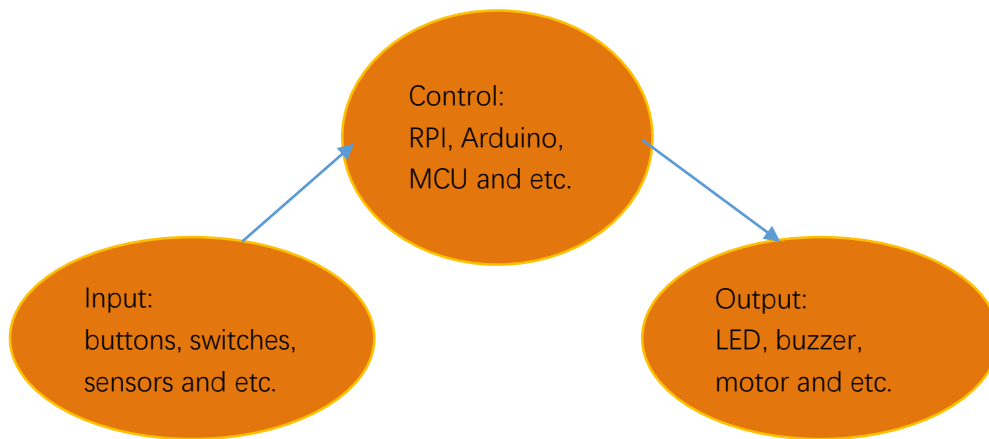 Control:
RPI, Arduino,
MCU and etc.
Input:
buttons, switches,
sensors and etc.
Output:
LED, buzzer,
motor and etc.